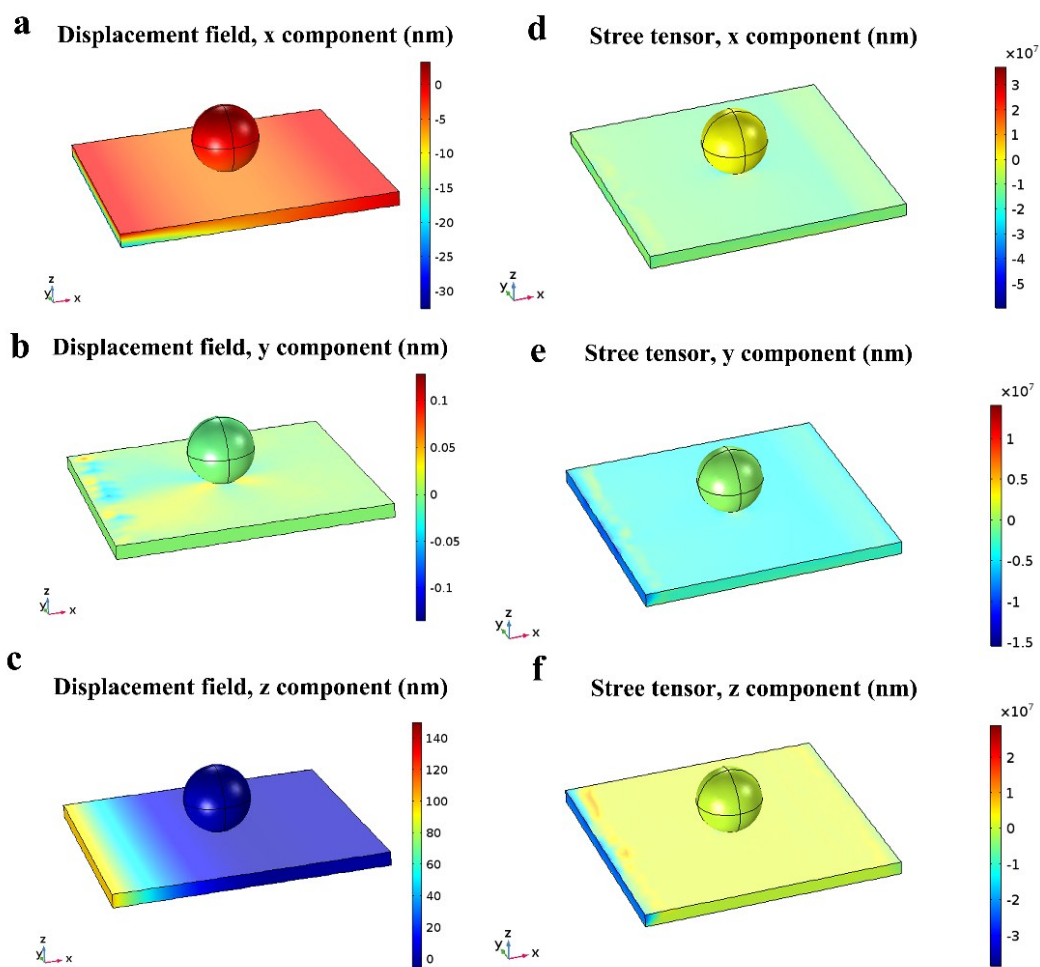 a
Displacement field, x component (nm)
0
-5
-10
-15
-20
-25
-30
z
y x
b
Displacement field, y component (nm)
0.1
0.05
0
-0.05
-0.1
z
y x
c
Displacement field, z component (nm)
140
120
100
80
60
40
20
0
z
y x
d
Stree tensor, x component (nm)
×10⁷
3
2
1
0
-1
-2
-3
-4
-5
z
y x
e
Stree tensor, y component (nm)
×10⁷
1
1
0
-0.5
-1
-1.5
z
y x
f
Stree tensor, z component (nm)
×10⁷
2
1
0
-1
-2
-3
z
y x